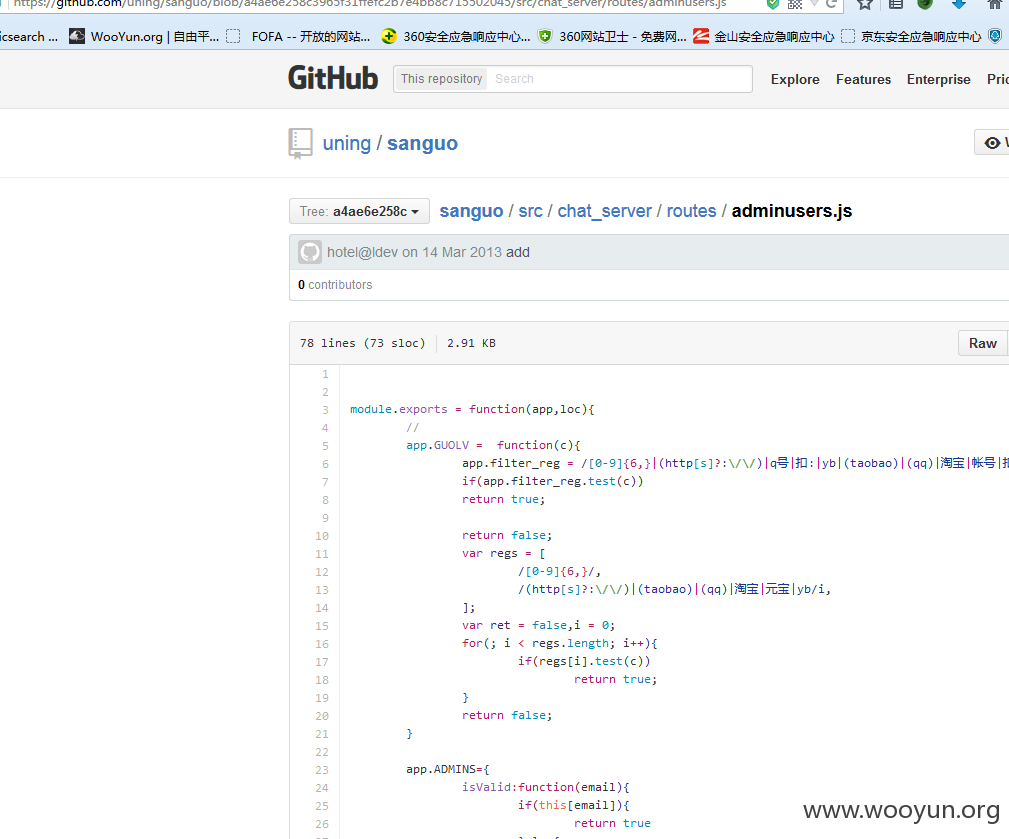 https://github.com/uning/sanguo/blob/a4ae6e258c3965f31ffefc2b7e4bb8c715502045/src/chat_server/routes/adminusers.js
icsearch ... WooYun.org | 自由平... FOFA -- 开放的网站... 360安全应急响应中心... 360网站卫士 - 免费网... 金山安全应急响应中心 京东安全应急响应中心
GitHub This repository Search Explore Features Enterprise
uning / sanguo
Tree: a4ae6e258c sanguo / src / chat_server / routes / adminusers.js
hotel@ldev on 14 Mar 2013 add
0 contributors
78 lines (73 sloc) 2.91 KB Raw
1
2
3 module.exports = function(app,loc){
4 //
5 app.GUOLV = function(c){
6 app.filter_reg = /[0-9]{6,}|(http[s]?:\/\/)|q号|扣:|yb|(taobao)|(qq)|淘宝|帐号|
7 if(app.filter_reg.test(c))
8 return true;
9
10 return false;
11 var regs = [
12 /[0-9]{6,}/,
13 /(http[s]?:\/\/)|(taobao)|(qq)|淘宝|元宝|yb/i,
14 ];
15 var ret = false,i = 0;
16 for(; i < regs.length; i++){
17 if(regs[i].test(c))
18 return true;
19 }
20 return false;
21 }
22
23 app.ADMINS={
24 isValid:function(email){
25 if(this[email]){
26 return true
www.wooyun.org